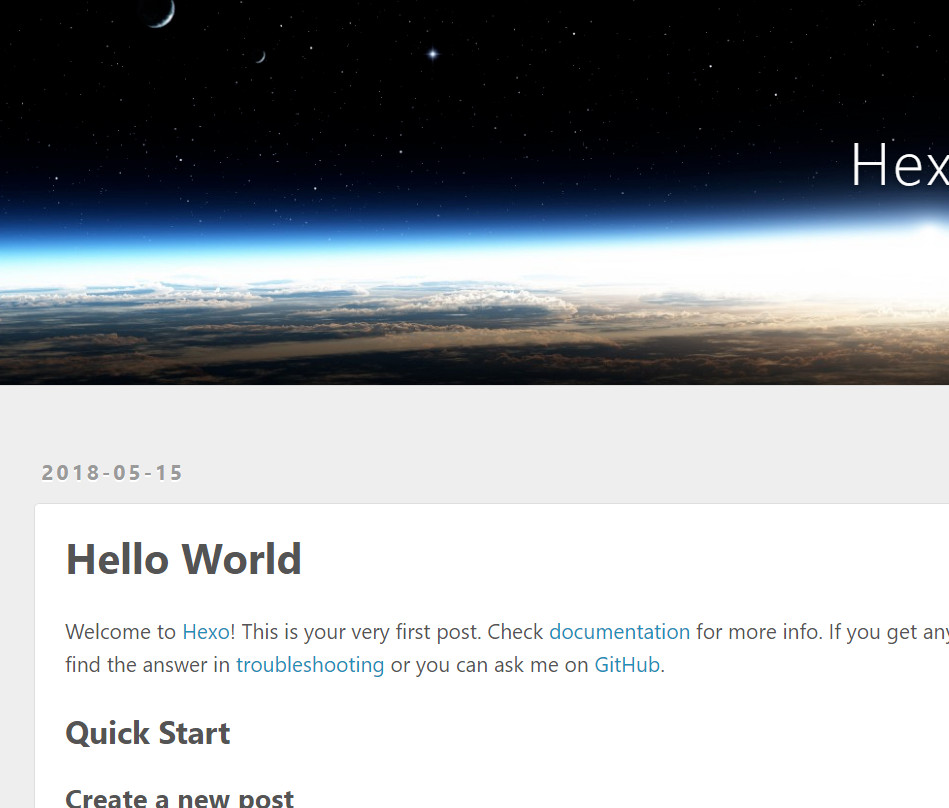 Hex
2018-05-15
Hello World
Welcome to Hexo! This is your very first post. Check documentation for more info. If you get any
find the answer in troubleshooting or you can ask me on GitHub.
Quick Start
Create a new post